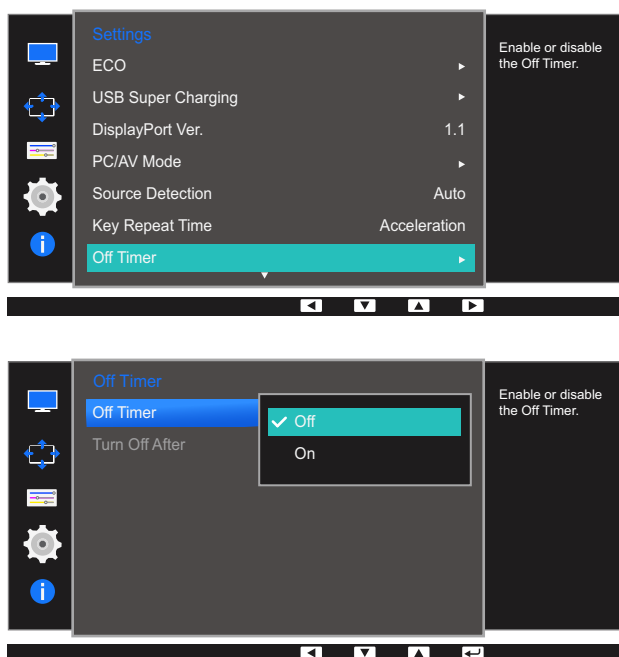 Settings
ECO
USB Super Charging
DisplayPort Ver. 1.1
PC/AV Mode
Source Detection Auto
Key Repeat Time Acceleration
Off Timer
Enable or disable
the Off Timer.
Off Timer
Off Timer
Turn Off After
Off
On
Enable or disable
the Off Timer.